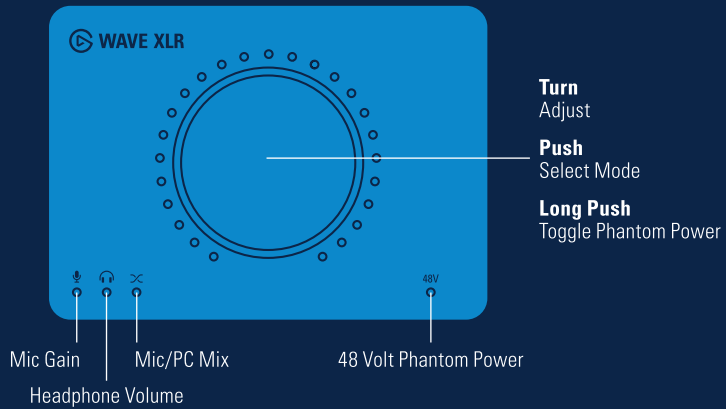 WAVE XLR
Turn
Adjust
Push
Select Mode
Long Push
Toggle Phantom Power
48V
Mic Gain
Mic/PC Mix
48 Volt Phantom Power
Headphone Volume